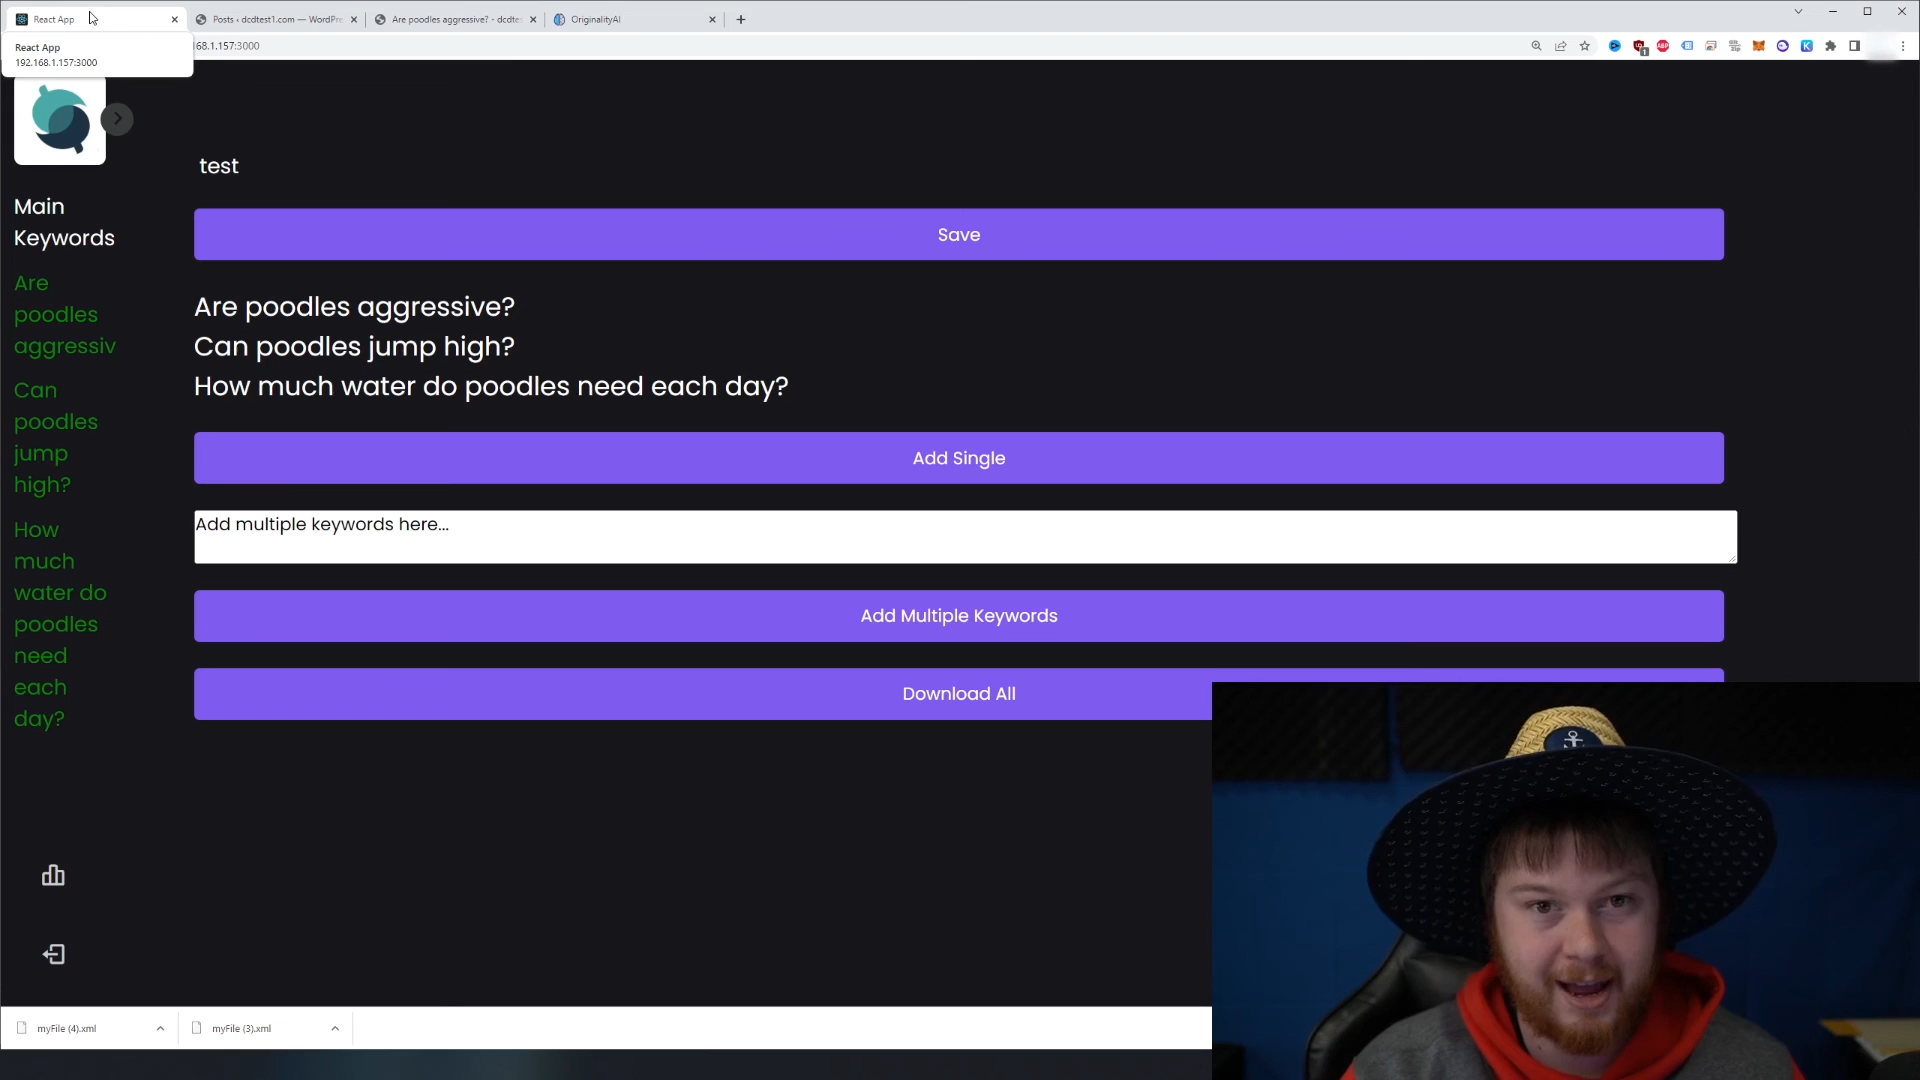 React App
Posts ‹ dcdtest1.com — WordPre
Are poodles aggressive? - dcdte
OriginalityAI
React App
192.168.1.157:3000
68.1.157:3000
test
Main
Keywords
Save
Are
poodles
aggressiv
Are poodles aggressive?
Can poodles jump high?
How much water do poodles need each day?
Can
poodles
jump
high?
Add Single
How
much
water do
poodles
need
each
day?
Add multiple keywords here...
Add Multiple Keywords
Download All
myFile (4).xml
myFile (3).xml